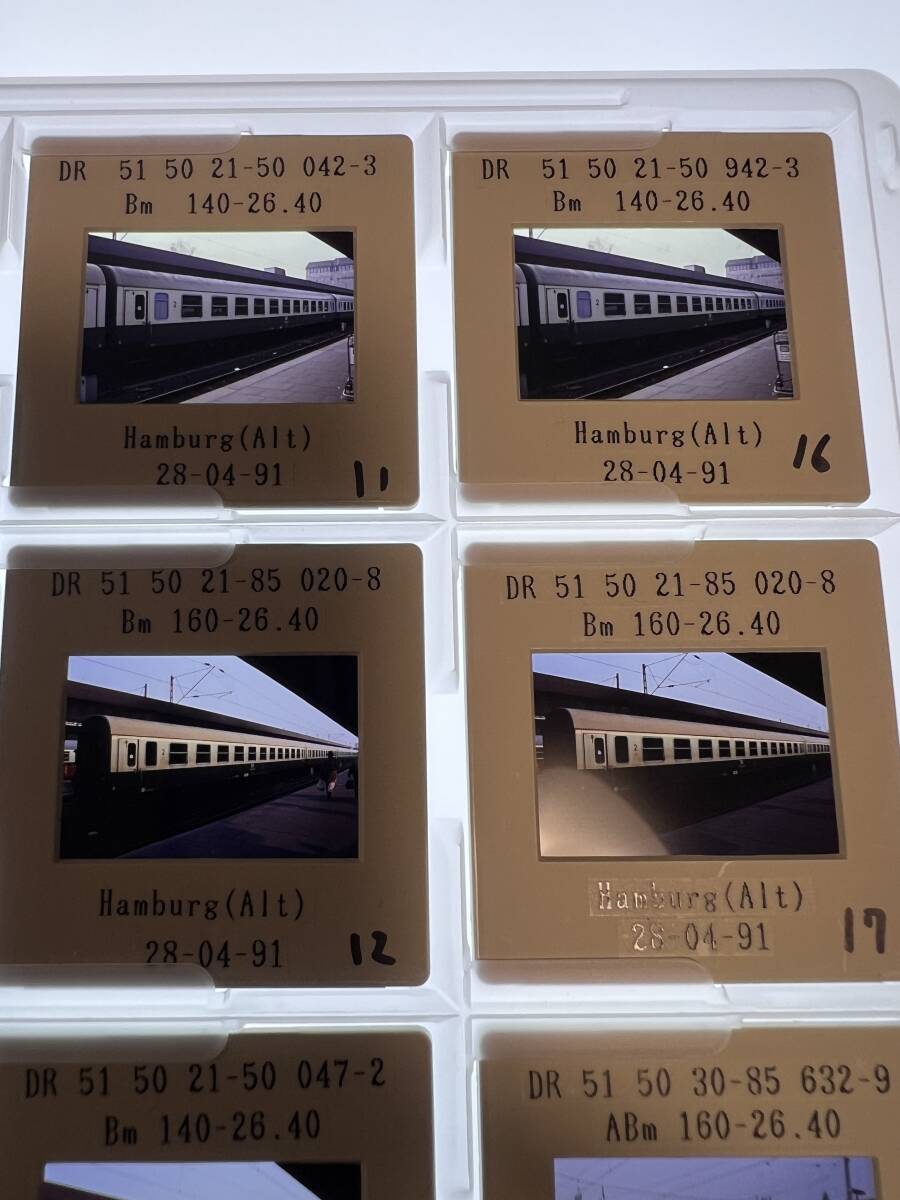 DR 51 50 21-50 042-3
Bm 140-26.40
Hamburg(Alt)
28-04-91
11
DR 51 50 21-50 942-3
Bm 140-26.40
Hamburg(Alt)
28-04-91
16
DR 51 50 21-85 020-8
Bm 160-26.40
Hamburg(Alt)
28-04-91
12
DR 51 50 21-85 020-8
Bm 160-26.40
Hamburg(Alt)
28-04-91
17
DR 51 50 21-50 047-2
Bm 140-26.40
DR 51 50 30-85 632-9
ABm 160-26.40